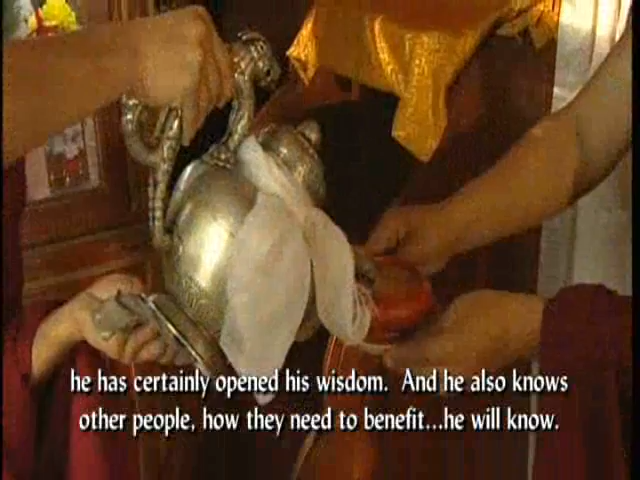 he has certainly opened his wisdom. And he also knows
other people, how they need to benefit...he will know.